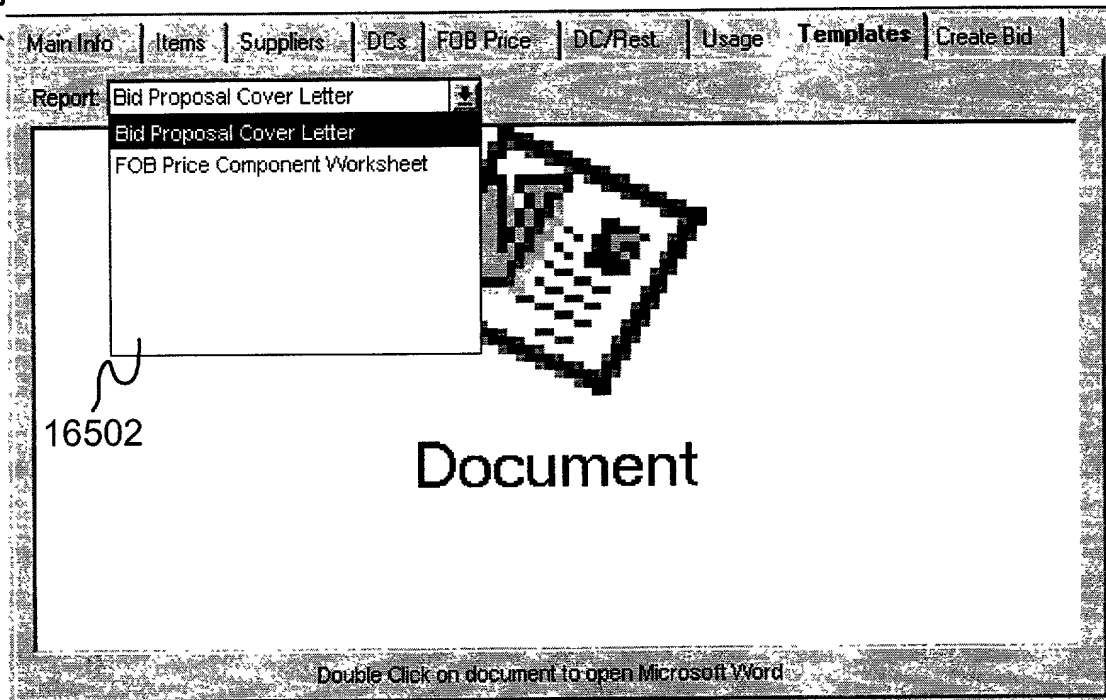 Main Info Items Suppliers DCs FOB Price DC/Rest. Usage Templates Create Bid
Report: Bid Proposal Cover Letter
Bid Proposal Cover Letter
FOB Price Component Worksheet
16502
Document
Double Click on document to open Microsoft Word